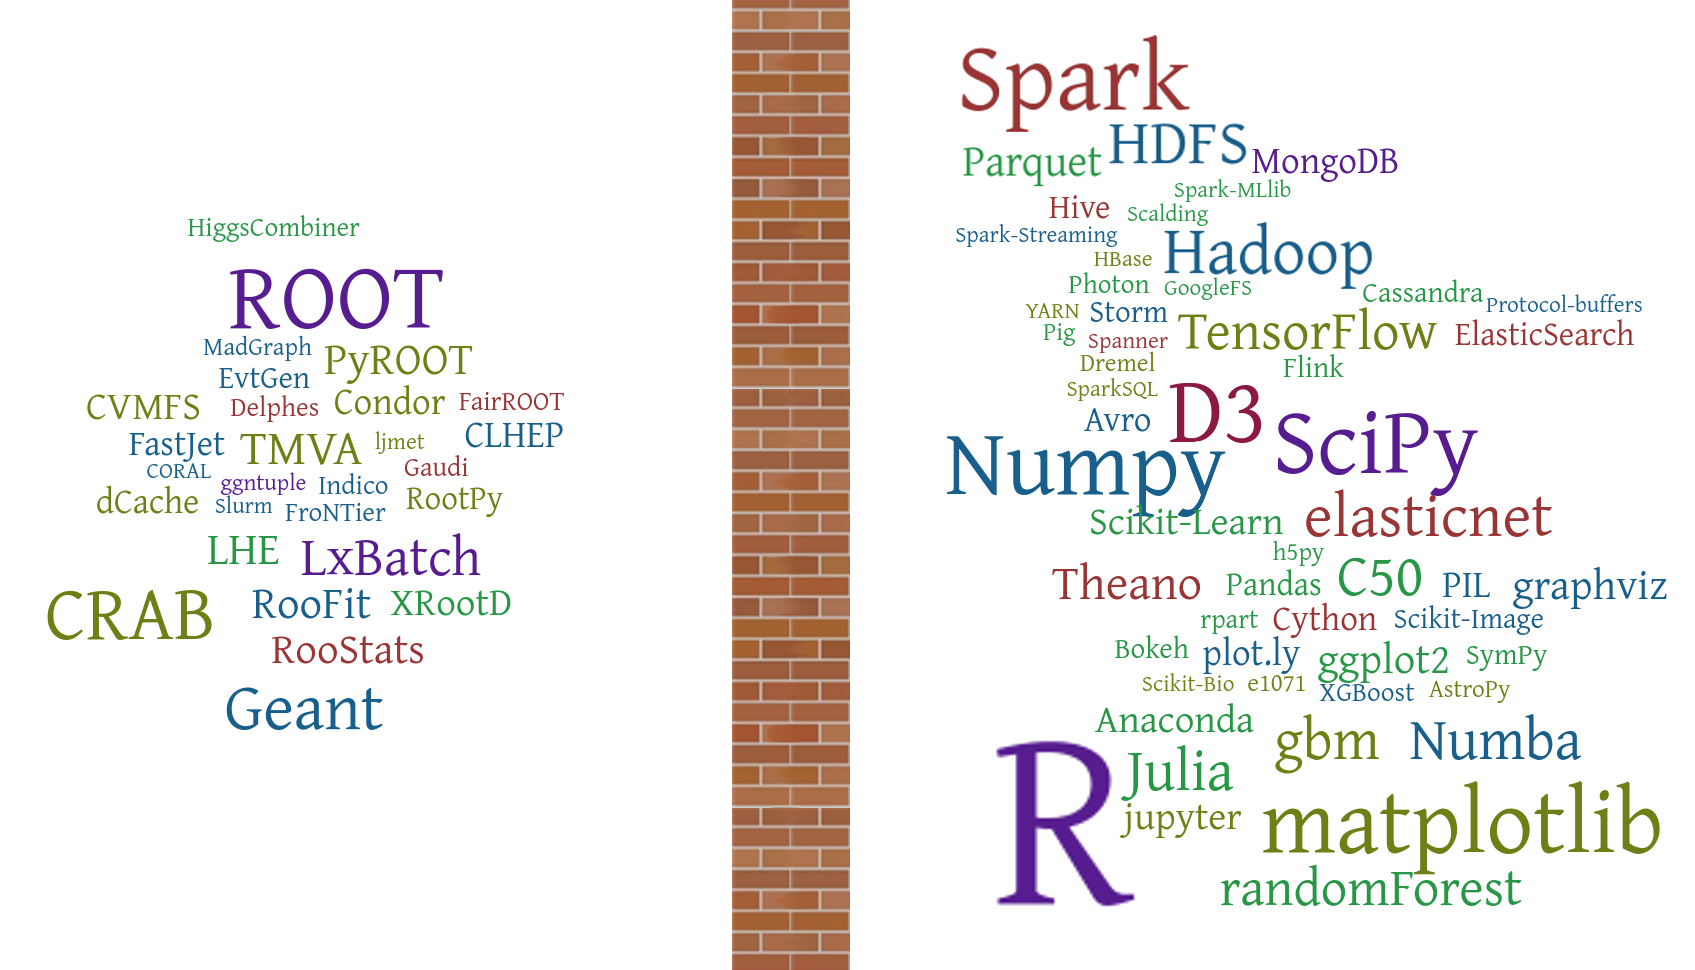 HiggsCombiner
ROOT
MadGraph PyROOT
EvtGen
CVMFS Delphes Condor FairROOT
FastJet TMVA ljmet CLHEP
CORAL ggntuple Indico Gaudi
dCache Slurm FroNTier RootPy
LHE LxBatch
CRAB RooFit XRootD
RooStats
Geant
Spark
Parquet HDFS MongoDB
Spark-MLlib
Hive Scalding
Spark-Streaming Hadoop
HBase
Photon GoogleFS Cassandra Protocol-buffers
YARN Storm TensorFlow ElasticSearch
Pig Spanner
Dremel Flink
SparkSQL
Avro D3 SciPy
Numpy
Scikit-Learn elasticnet
h5py
Theano Pandas C50 PIL graphviz
rpart Cython Scikit-Image
Bokeh plot.ly ggplot2 SymPy
Scikit-Bio e1071 XGBoost AstroPy
Anaconda gbm Numba
R Julia
jupyter matplotlib
randomForest